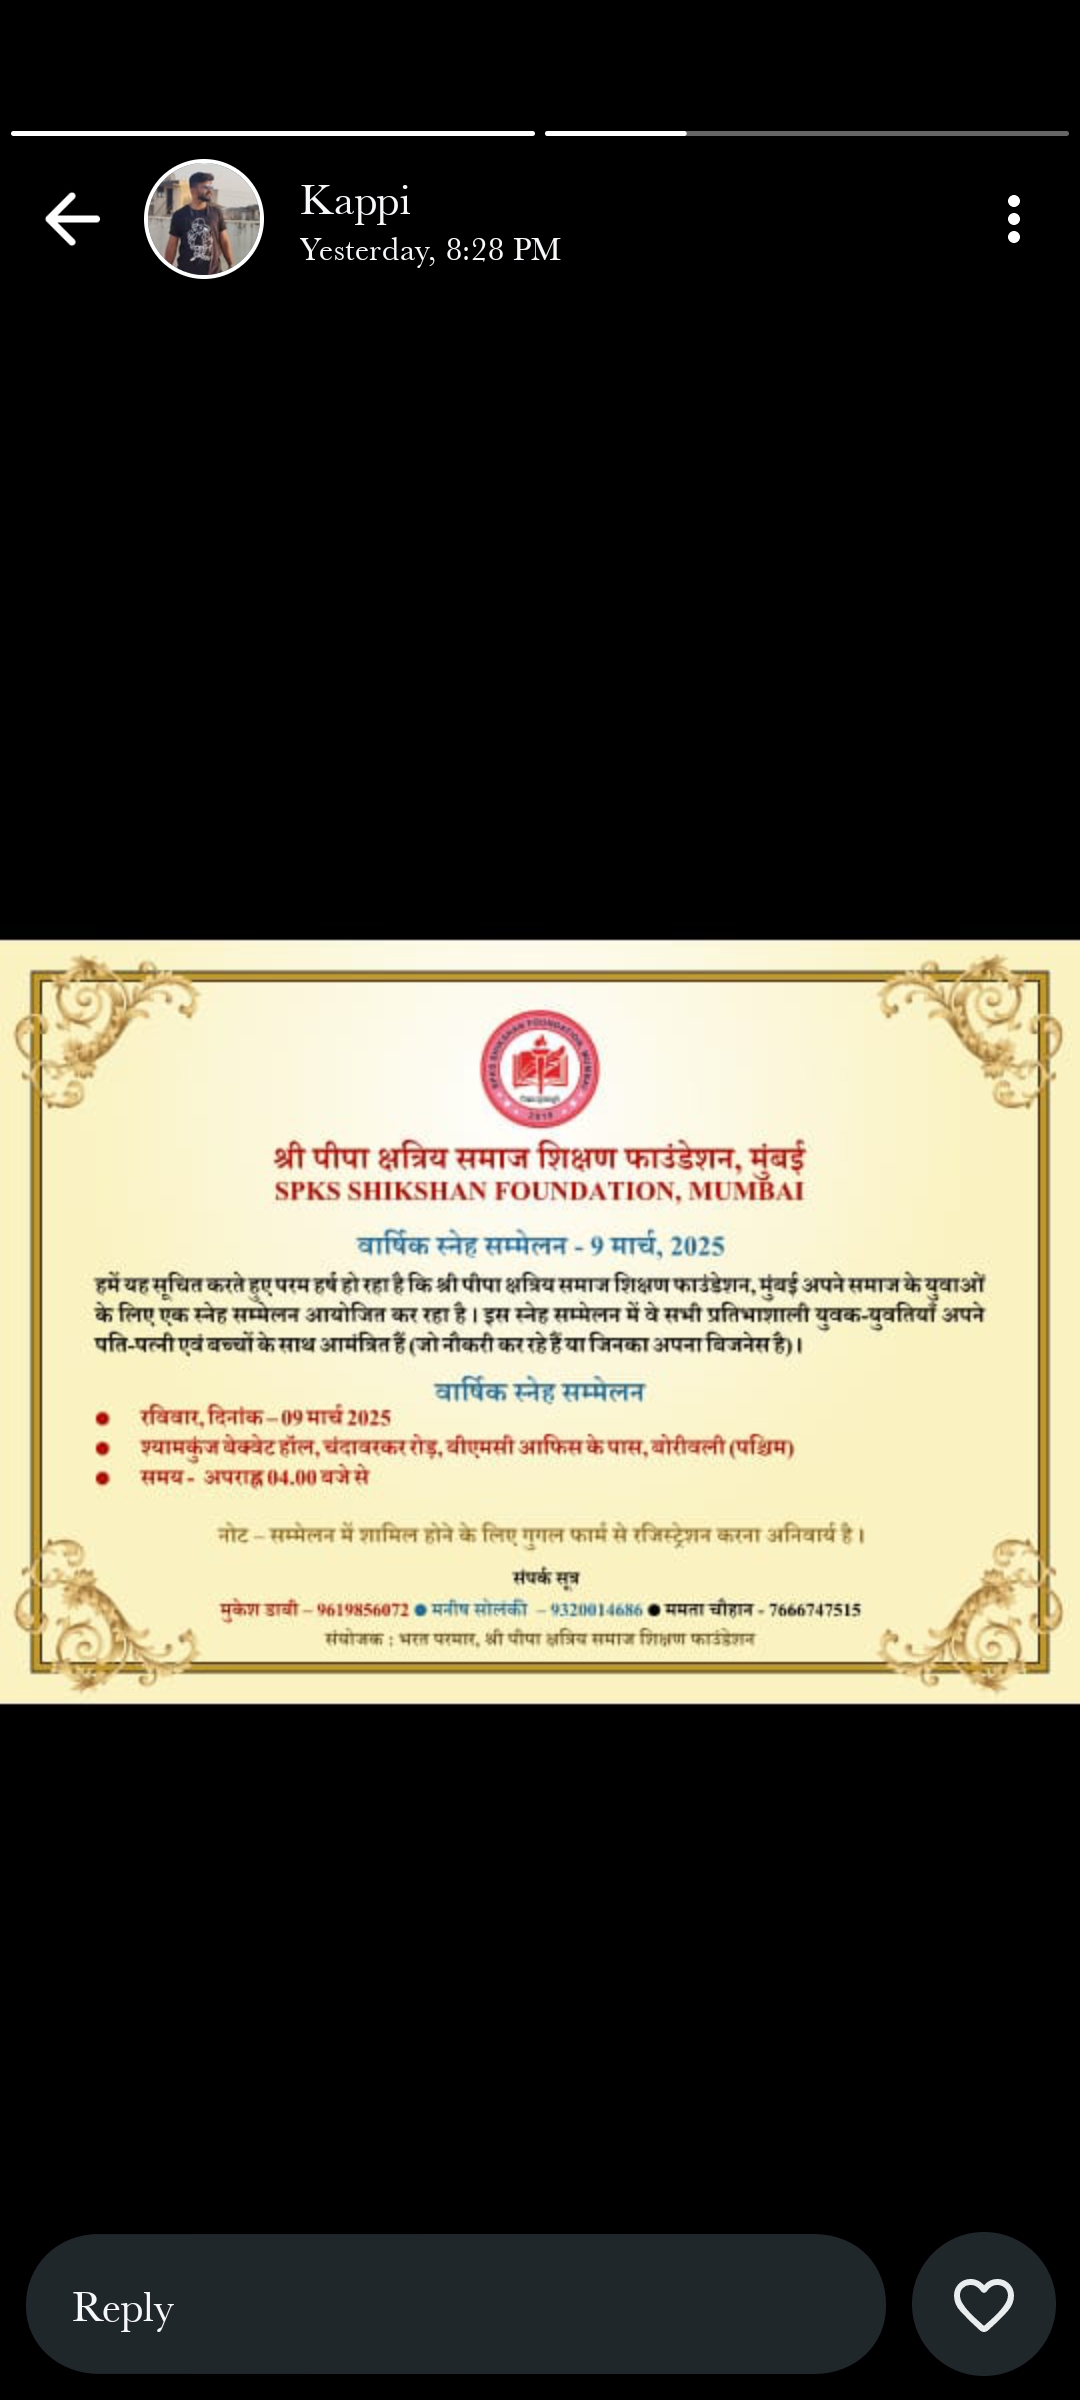 Kappi
Yesterday, 8:28 PM
SPKS SHIKSHAN FOUNDATION, MUMBAI
2019
श्री पीपा क्षत्रिय समाज शिक्षण फाउंडेशन, मुंबई
SPKS SHIKSHAN FOUNDATION, MUMBAI
वार्षिक स्नेह सम्मेलन - 9 मार्च, 2025
हमें यह सूचित करते हुए परम हर्ष हो रहा है कि श्री पीपा क्षत्रिय समाज शिक्षण फाउंडेशन, मुंबई अपने समाज के युवाओं
के लिए एक स्नेह सम्मेलन आयोजित कर रहा है । इस स्नेह सम्मेलन में वे सभी प्रतिभाशाली युवक-युवतियाँ अपने
पति-पत्नी एवं बच्चों के साथ आमंत्रित हैं (जो नौकरी कर रहे हैं या जिनका अपना बिजनेस है)।
वार्षिक स्नेह सम्मेलन
● रविवार, दिनांक – 09 मार्च 2025
● श्यामकुंज बेक्वेट हॉल, चंदावरकर रोड़, बीएमसी आफिस के पास, बोरीवली (पश्चिम)
● समय - अपराह्न 04.00 बजे से
नोट – सम्मेलन में शामिल होने के लिए गुगल फार्म से रजिस्ट्रेशन करना अनिवार्य है ।
संपर्क सूत्र
मुकेश डाबी – 9619856072 ● मनीष सोलंकी – 9320014686 ● ममता चौहान - 7666747515
संयोजक : भरत परमार, श्री पीपा क्षत्रिय समाज शिक्षण फाउंडेशन
Reply